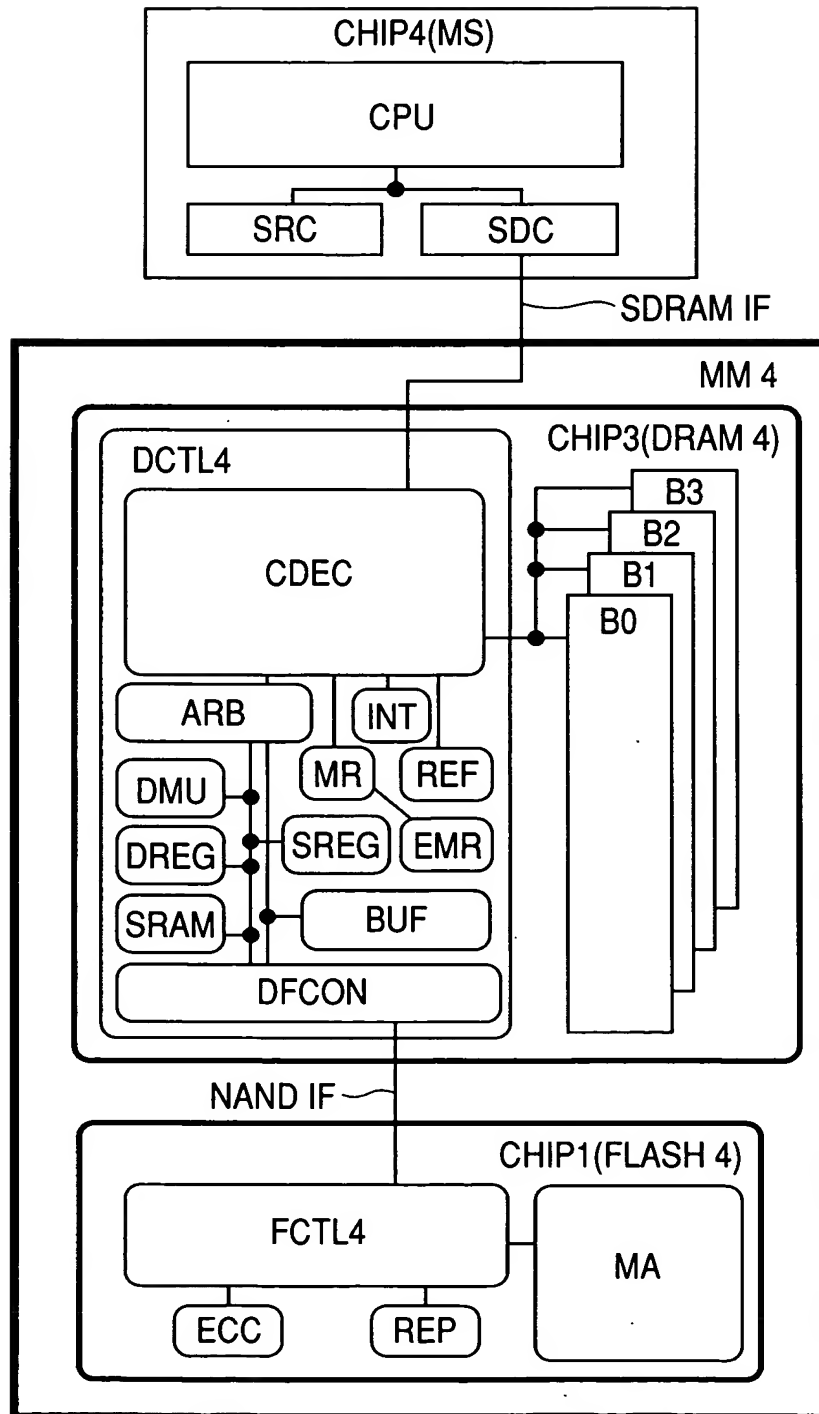 CHIP4(MS)
CPU
SRC
SDC
SDRAM IF
MM 4
CHIP3(DRAM 4)
DCTL4
B3
B2
B1
B0
CDEC
ARB
INT
MR
REF
DMU
SREG
EMR
DREG
SRAM
BUF
DFCON
NAND IF
CHIP1(FLASH 4)
FCTL4
MA
ECC
REP